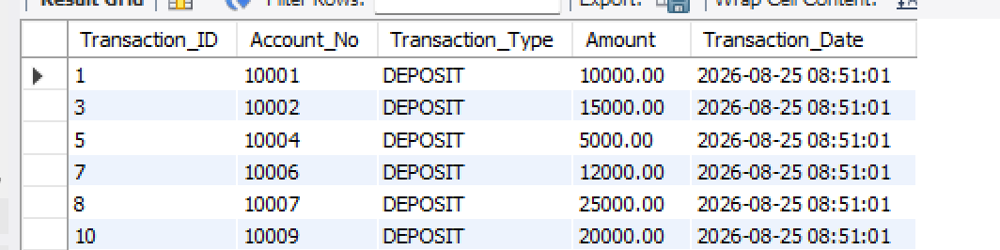 Result Grid Filter Rows: Export: Wrap Cell Content:
Transaction_ID Account_No Transaction_Type Amount Transaction_Date
1 10001 DEPOSIT 10000.00 2026-08-25 08:51:01
3 10002 DEPOSIT 15000.00 2026-08-25 08:51:01
5 10004 DEPOSIT 5000.00 2026-08-25 08:51:01
7 10006 DEPOSIT 12000.00 2026-08-25 08:51:01
8 10007 DEPOSIT 25000.00 2026-08-25 08:51:01
10 10009 DEPOSIT 20000.00 2026-08-25 08:51:01